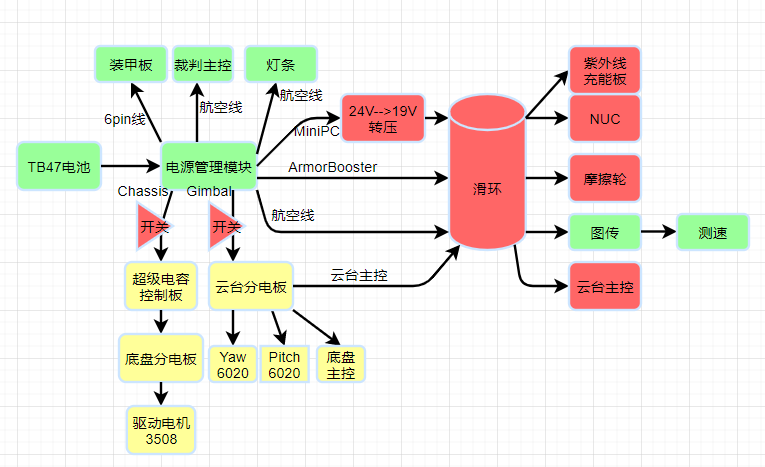 装甲板
裁判主控
灯条
紫外线
充能板
6pin线
航空线
航空线
24V-->19V
转压
MiniPC
NUC
TB47电池
电源管理模块
ArmorBooster
滑环
摩擦轮
Chassis
Gimbal
航空线
开关
开关
图传
测速
超级电容
控制板
云台分电板
云台主控
云台主控
底盘分电板
Yaw
6020
Pitch
6020
底盘
主控
驱动电机
3508